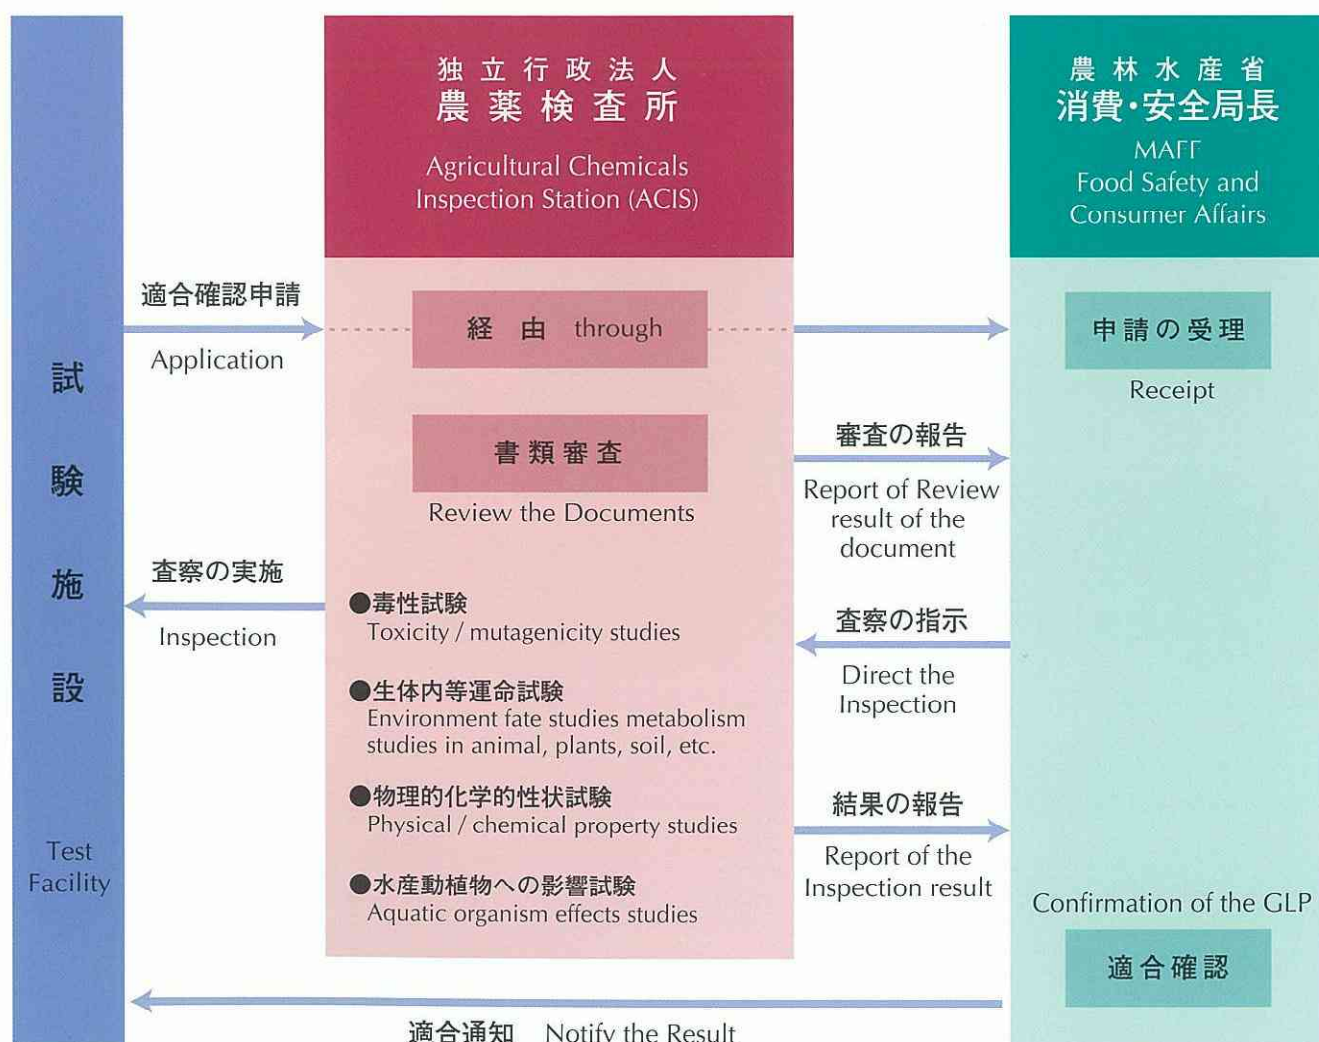 独立行政法人
農薬検査所
Agricultural Chemicals
Inspection Station (ACIS)
農林水産省
消費・安全局長
MAFF
Food Safety and
Consumer Affairs
試験施設
Test
Facility
適合確認申請
Application
経由 through
申請の受理
Receipt
書類審査
Review the Documents
審査の報告
Report of Review
result of the
document
査察の実施
Inspection
●毒性試験
Toxicity / mutagenicity studies
●生体内等運命試験
Environment fate studies metabolism
studies in animal, plants, soil, etc.
●物理的化学的性状試験
Physical / chemical property studies
●水産動植物への影響試験
Aquatic organism effects studies
査察の指示
Direct the
Inspection
結果の報告
Report of the
Inspection result
Confirmation of the GLP
適合確認
適合通知 Notify the Result